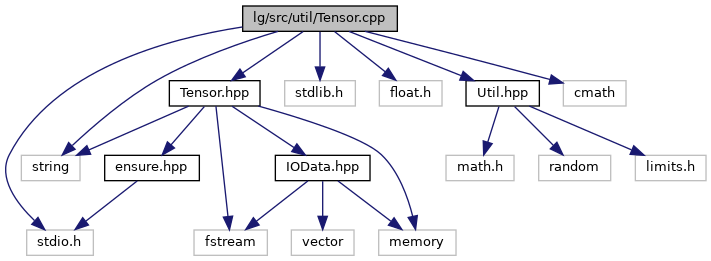 lg/src/util/Tensor.cpp
Tensor.hpp
stdlib.h
float.h
Util.hpp
cmath
string
ensure.hpp
IOData.hpp
math.h
random
limits.h
stdio.h
fstream
vector
memory